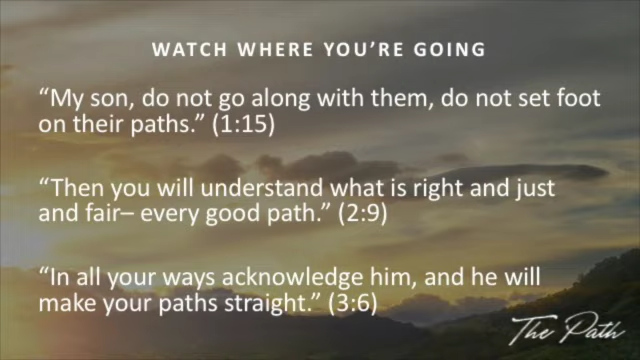 WATCH WHERE YOU’RE GOING
“My son, do not go along with them, do not set foot
on their paths.” (1:15)
“Then you will understand what is right and just
and fair– every good path.” (2:9)
“In all your ways acknowledge him, and he will
make your paths straight.” (3:6)
The Path